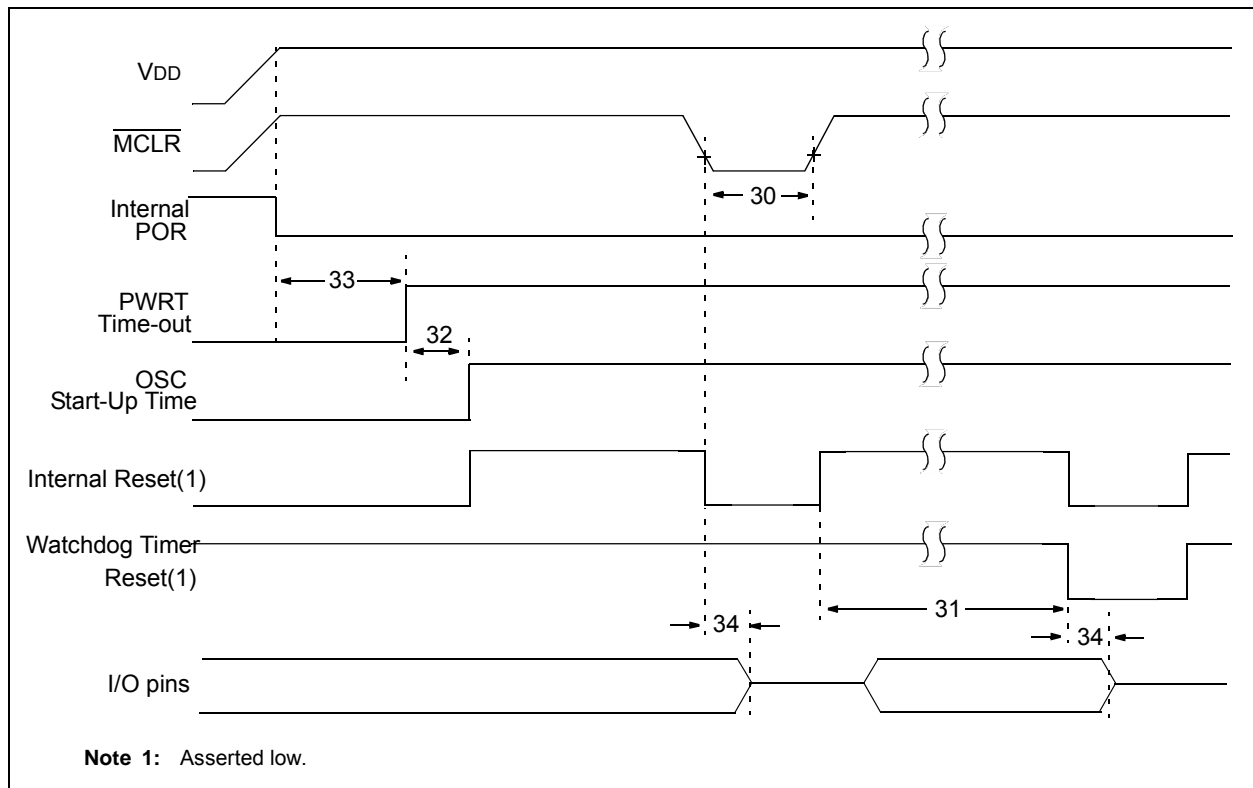 VDD
MCLR
30
Internal
POR
33
PWRT
Time-out
32
OSC
Start-Up Time
Internal Reset(1)
Watchdog Timer
Reset(1)
31
34
34
I/O pins
Note 1: Asserted low.